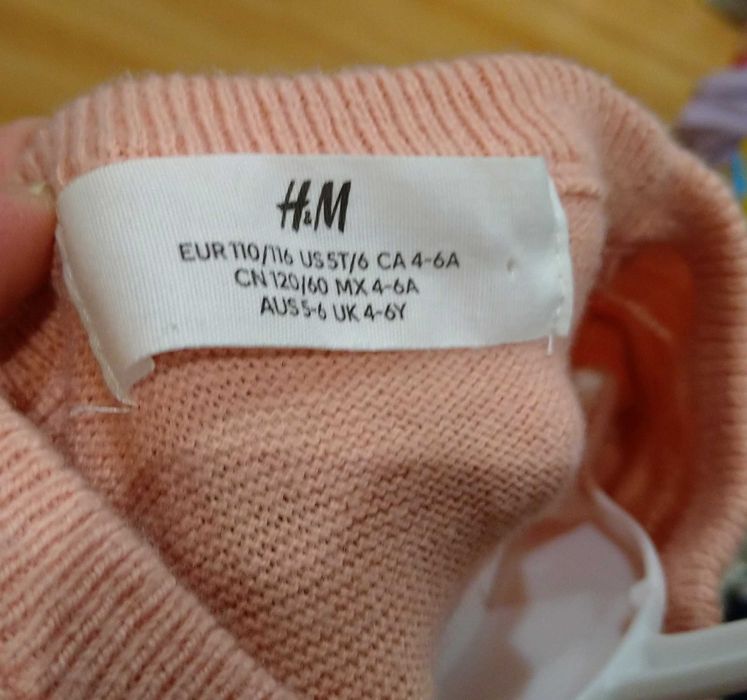 H&M
EUR 110/116 US 5T/6 CA 4-6A
CN 120/60 MX 4-6A
AUS 5-6 UK 4-6Y